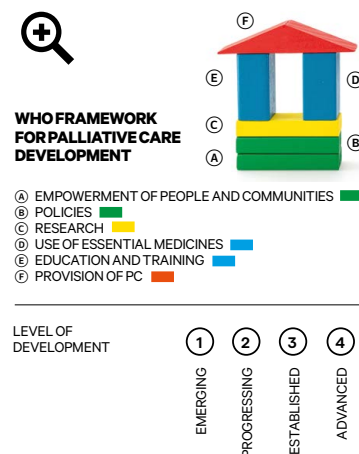 Ⓕ
Ⓔ
Ⓓ
WHO FRAMEWORK
FOR PALLIATIVE CARE
DEVELOPMENT
Ⓒ
Ⓑ
Ⓐ
Ⓐ EMPOWERMENT OF PEOPLE AND COMMUNITIES
Ⓑ POLICIES
Ⓒ RESEARCH
Ⓓ USE OF ESSENTIAL MEDICINES
Ⓔ EDUCATION AND TRAINING
Ⓕ PROVISION OF PC
LEVEL OF
DEVELOPMENT
1
EMERGING
2
PROGRESSING
3
ESTABLISHED
4
ADVANCED